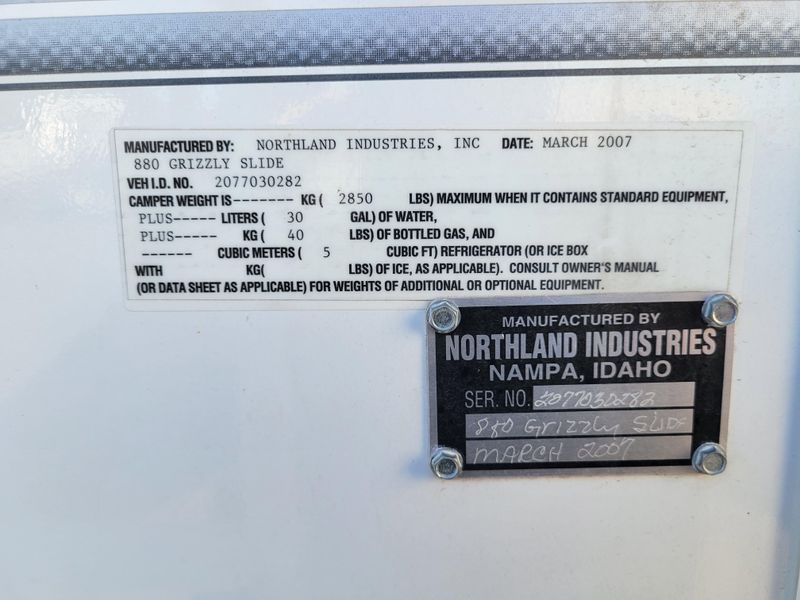 MANUFACTURED BY: NORTHLAND INDUSTRIES, INC DATE: MARCH 2007
880 GRIZZLY SLIDE
VEH I.D. NO. 2077030282
CAMPER WEIGHT IS------- KG ( 2850 LBS) MAXIMUM WHEN IT CONTAINS STANDARD EQUIPMENT,
PLUS----- LITERS ( 30 GAL) OF WATER,
PLUS----- KG ( 40 LBS) OF BOTTLED GAS, AND
------ CUBIC METERS ( 5 CUBIC FT) REFRIGERATOR (OR ICE BOX
WITH KG( LBS) OF ICE, AS APPLICABLE). CONSULT OWNER'S MANUAL
(OR DATA SHEET AS APPLICABLE) FOR WEIGHTS OF ADDITIONAL OR OPTIONAL EQUIPMENT.
MANUFACTURED BY
NORTHLAND INDUSTRIES
NAMPA, IDAHO
SER. NO. 2077030282
880 Grizzly Slide
MARCH 2007